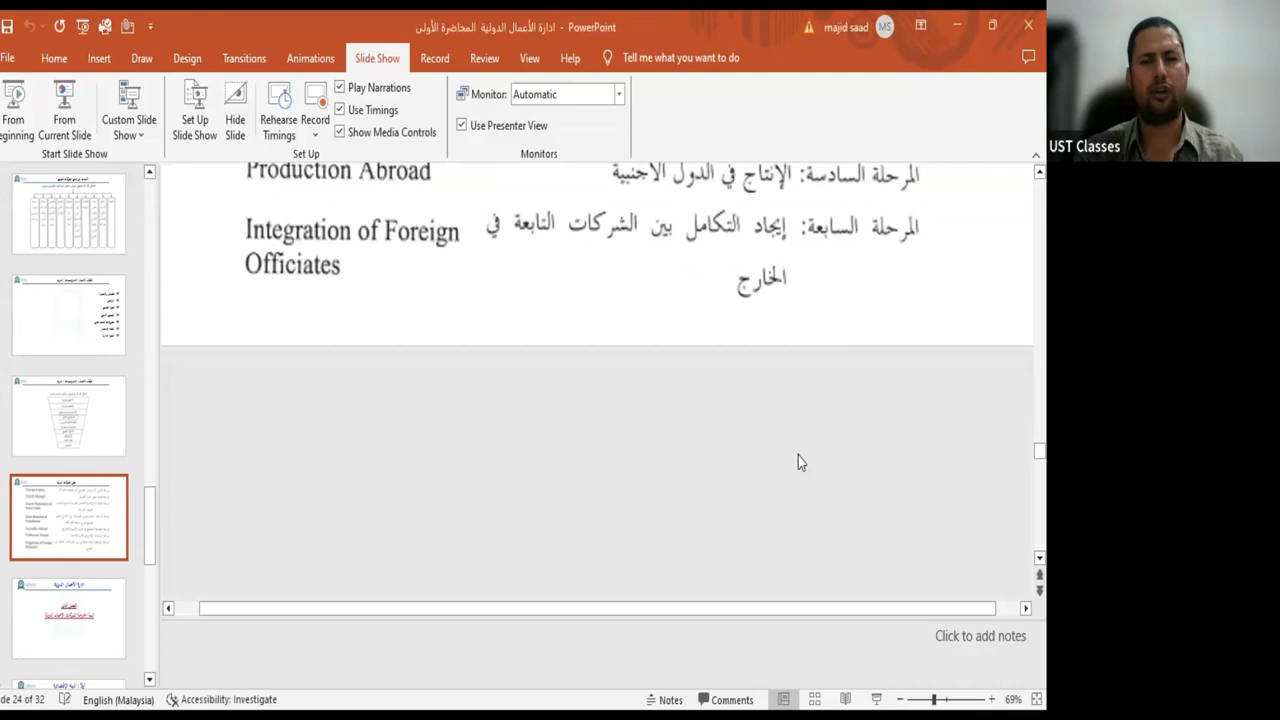 ادارة الأعمال الدولية المحاضرة الأولى - PowerPoint
majid saad MS
File Home Insert Draw Design Transitions Animations Slide Show Record Review View Help Tell me what you want to do
From Beginning
From Current Slide
Custom Slide Show
Set Up Slide Show
Hide Slide
Rehearse Timings
Record
Play Narrations
Use Timings
Show Media Controls
Monitor: Automatic
Use Presenter View
Start Slide Show Set Up Monitors
UST Classes
المرحلة السادسة: الإنتاج في الدول الأجنبية Production Abroad
المرحلة السابعة: إيجاد التكامل بين الشركات التابعة في Integration of Foreign
الخارج Officiates
ادارة الأعمال الدولية
Click to add notes
Slide 24 of 32 English (Malaysia) Accessibility: Investigate Notes Comments 69%